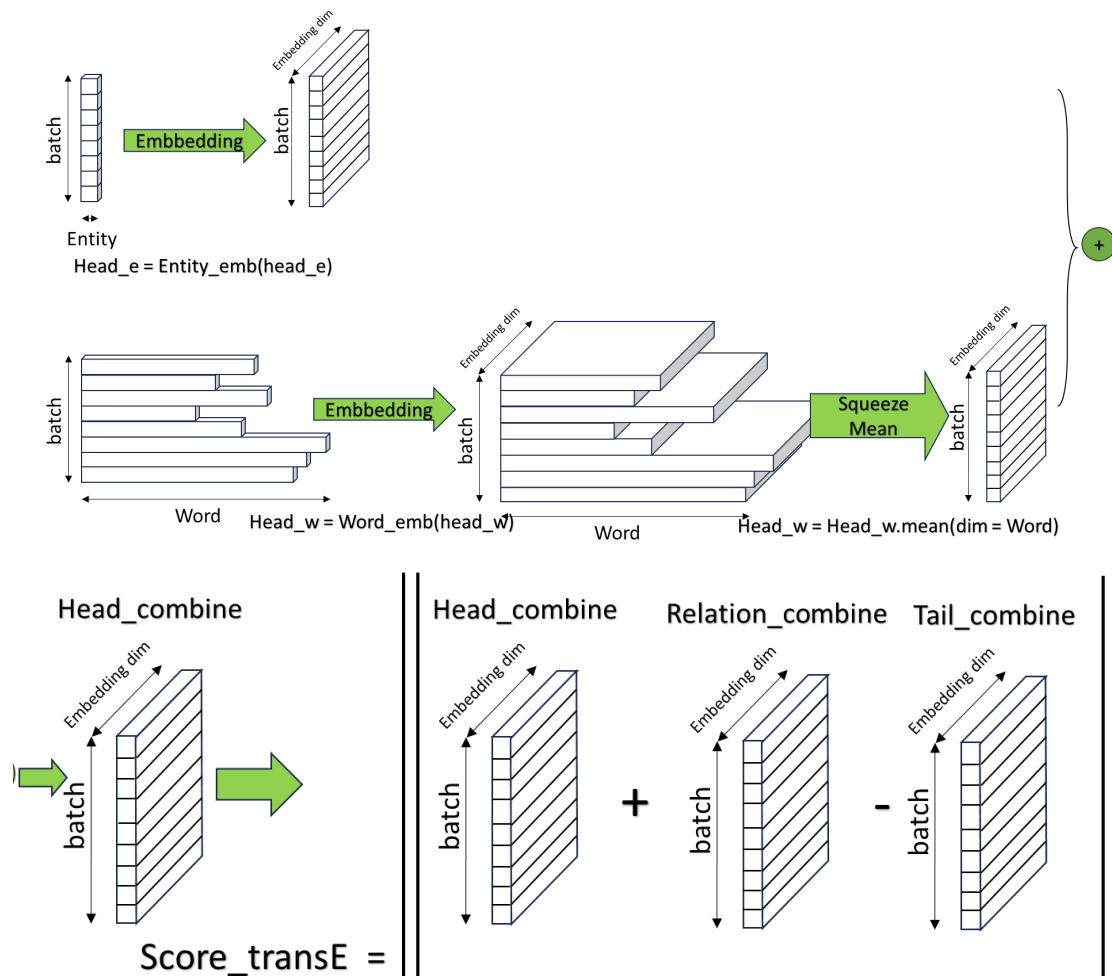 Embedding dim
batch
Embbedding
batch
Entity
Head_e = Entity_emb(head_e)
+
Embedding dim
batch
Embbedding
batch
Squeeze
Mean
Embedding dim
batch
Word
Head_w = Word_emb(head_w)
Word
Head_w = Head_w.mean(dim = Word)
Head_combine
Head_combine
Relation_combine
Tail_combine
Embedding dim
batch
Embedding dim
batch
+
Embedding dim
batch
-
Embedding dim
batch
Score_transE =